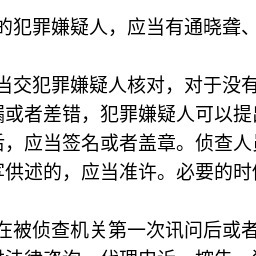 的犯罪嫌疑人，应当有通晓聋、
当交犯罪嫌疑人核对，对于没有
漏或者差错，犯罪嫌疑人可以提出
后，应当签名或者盖章。侦查人员
写供述的，应当准许。必要的时候
在被侦查机关第一次讯问后或者